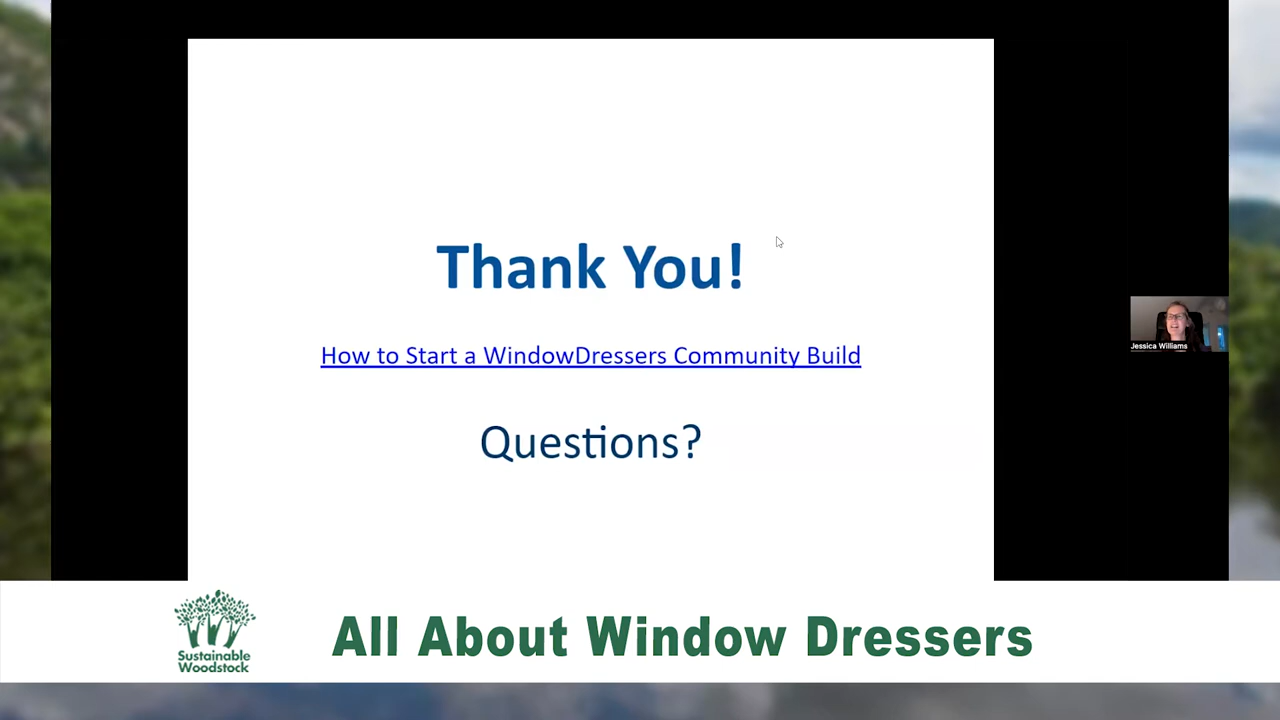 Thank You!
How to Start a WindowDressers Community Build
Questions?
Jessica Williams
Sustainable
Woodstock
All About Window Dressers